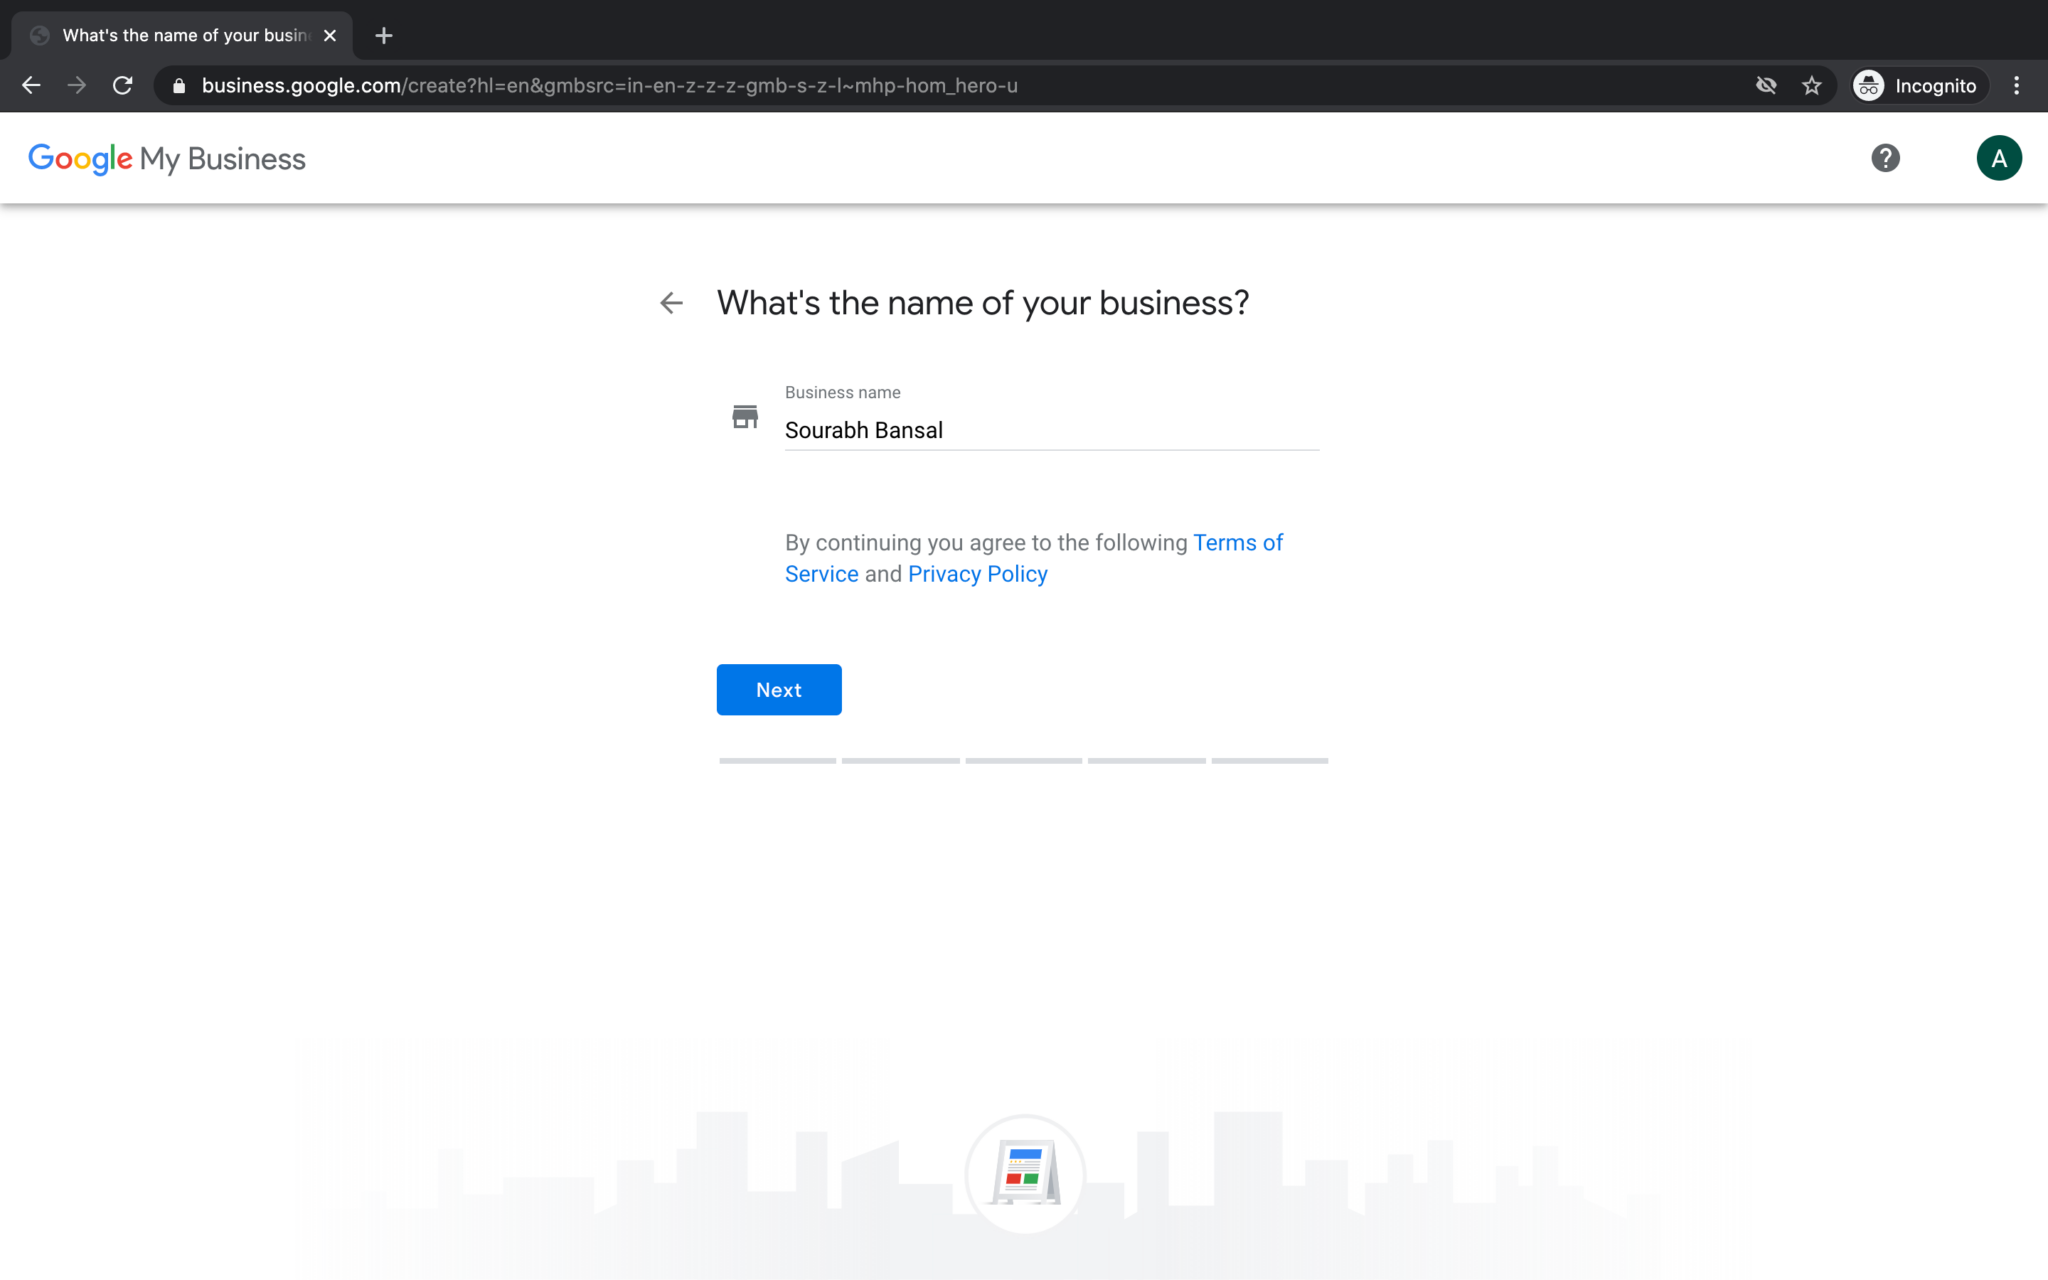 What's the name of your busin
business.google.com/create?hl=en&gmbsrc=in-en-z-z-z-gmb-s-z-l~mhp-hom_hero-u
Incognito
Google My Business
A
What's the name of your business?
Business name
Sourabh Bansal
By continuing you agree to the following Terms of
Service and Privacy Policy
Next